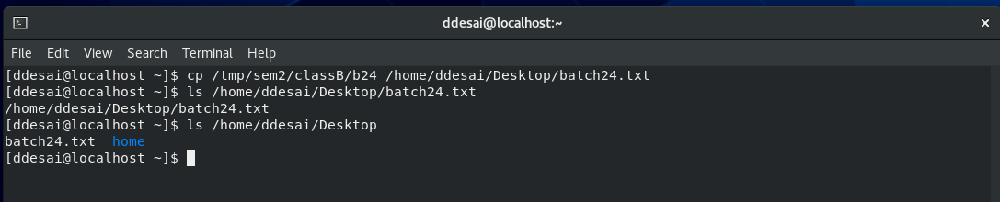 ddesai@localhost:~
File Edit View Search Terminal Help
[ddesai@localhost ~]$ cp /tmp/sem2/classB/b24 /home/ddesai/Desktop/batch24.txt
[ddesai@localhost ~]$ ls /home/ddesai/Desktop/batch24.txt
/home/ddesai/Desktop/batch24.txt
[ddesai@localhost ~]$ ls /home/ddesai/Desktop
batch24.txt  home
[ddesai@localhost ~]$